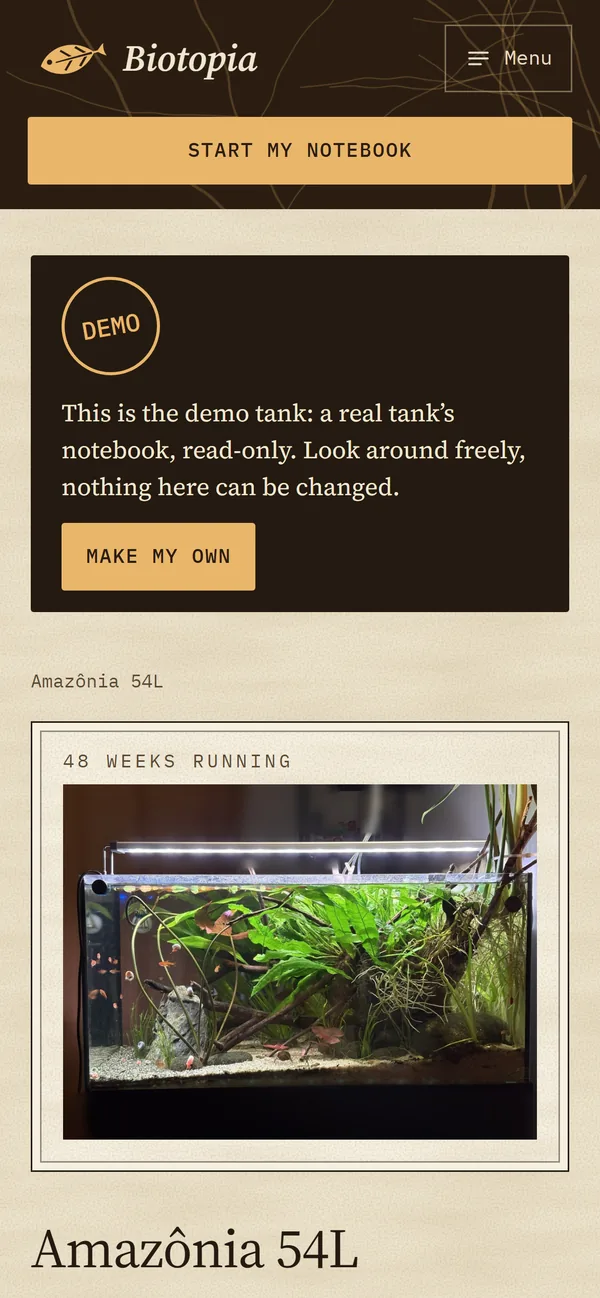 Biotopia
Menu
START MY NOTEBOOK
DEMO
This is the demo tank: a real tank’s
notebook, read-only. Look around freely,
nothing here can be changed.
MAKE MY OWN
Amazônia 54L
48 WEEKS RUNNING
Amazônia 54L